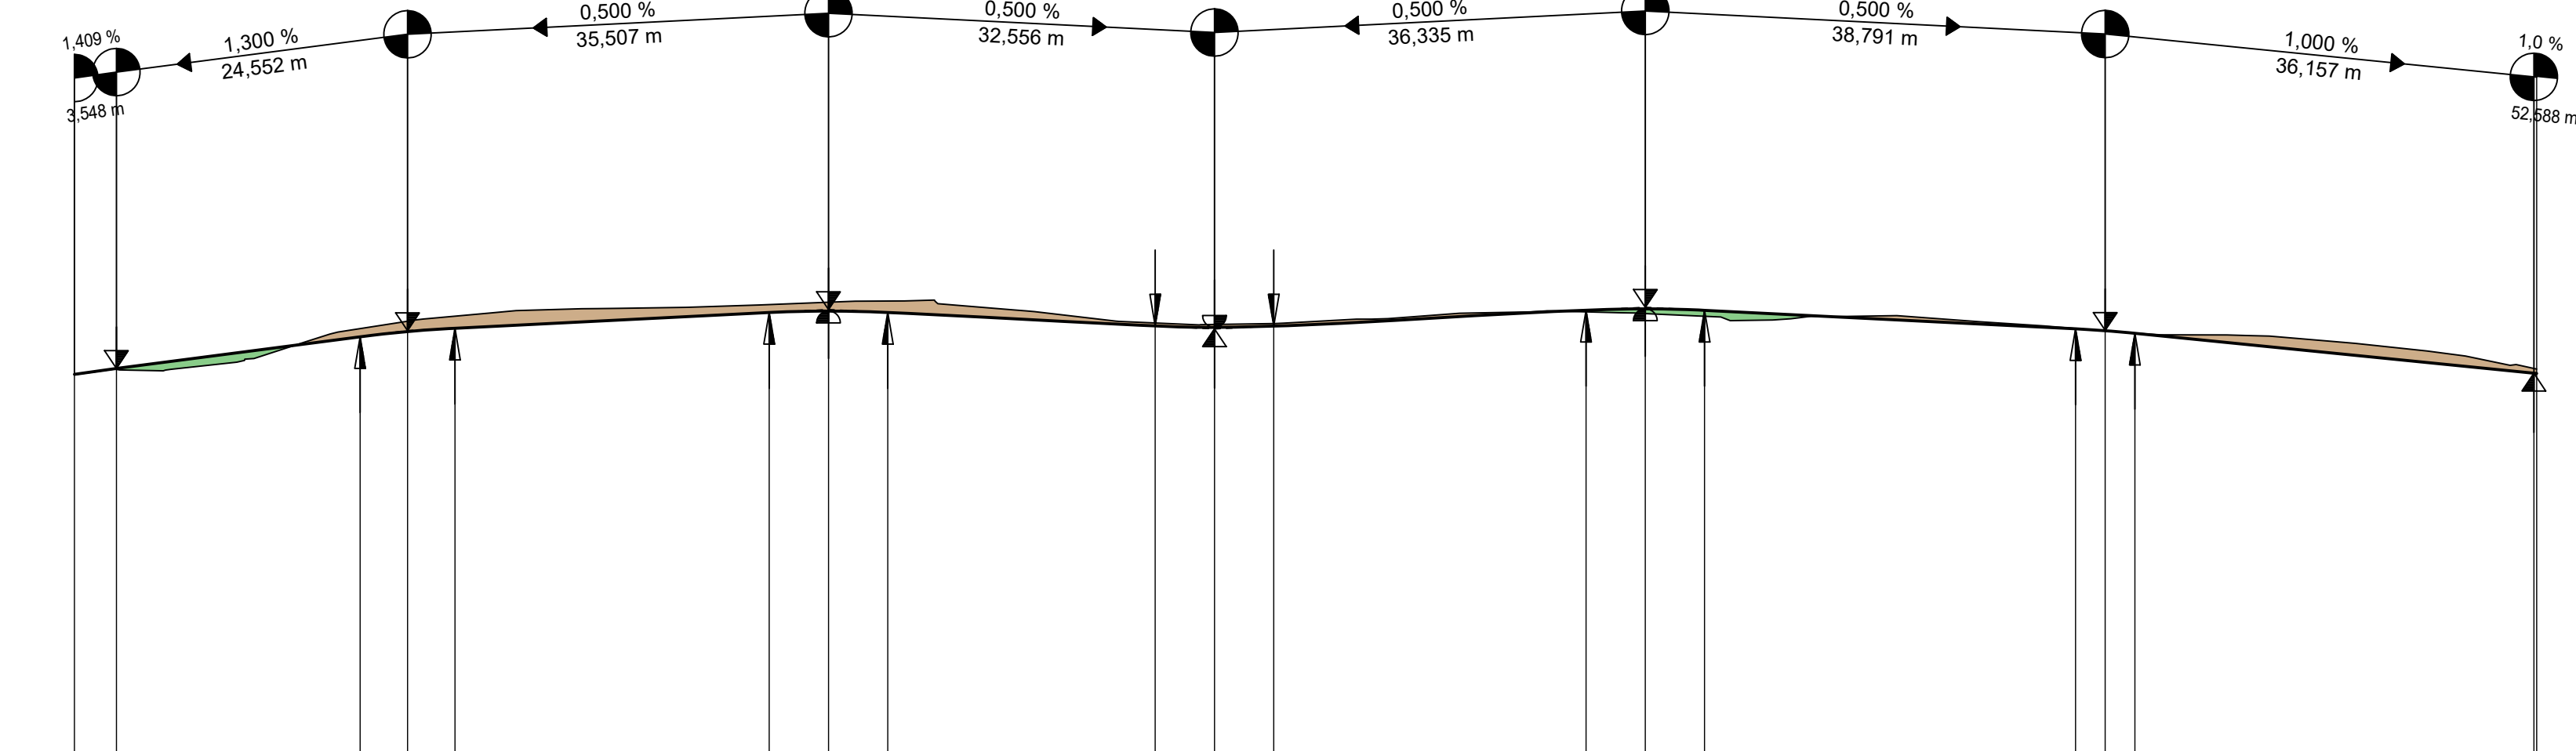 1,409 %
3,548 m
1,300 %
24,552 m
0,500 %
35,507 m
0,500 %
32,556 m
0,500 %
36,335 m
0,500 %
38,791 m
1,000 %
36,157 m
1,0 %
52,588 m